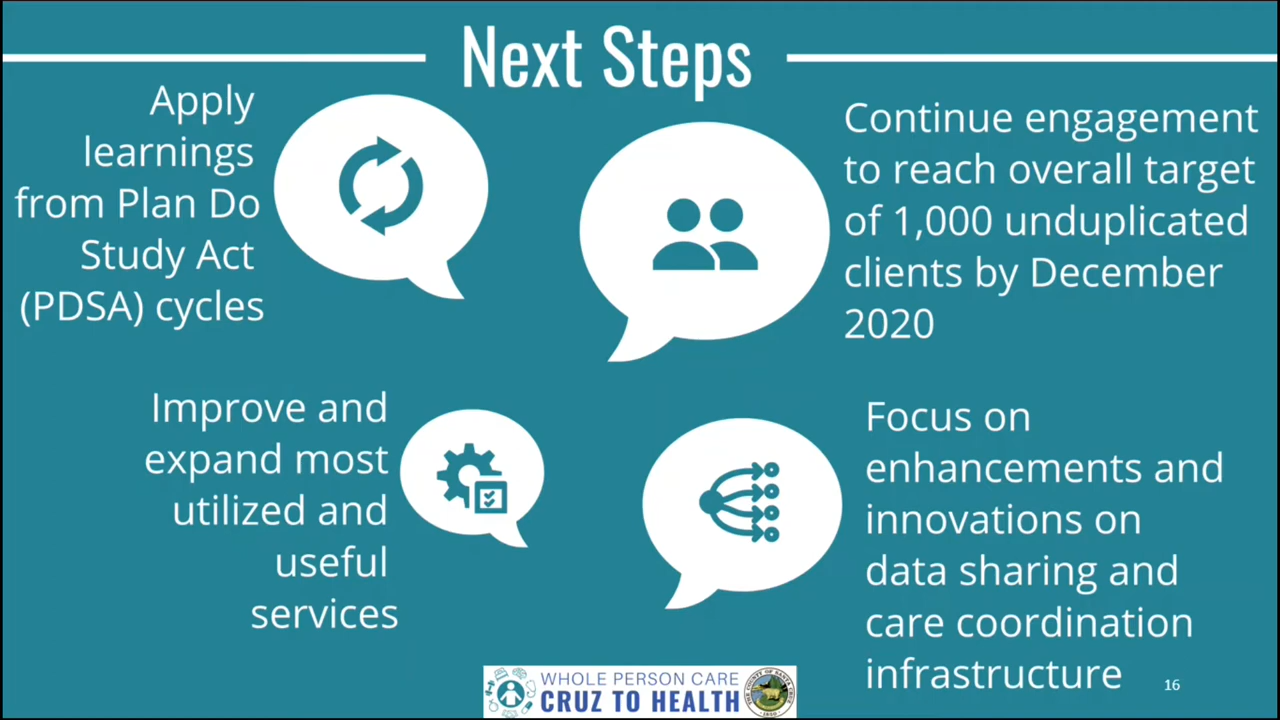 Next Steps
Apply
learnings
from Plan Do
Study Act
(PDSA) cycles
Continue engagement
to reach overall target
of 1,000 unduplicated
clients by December
2020
Improve and
expand most
utilized and
useful
services
Focus on
enhancements and
innovations on
data sharing and
care coordination
infrastructure
WHOLE PERSON CARE
CRUZ TO HEALTH
16